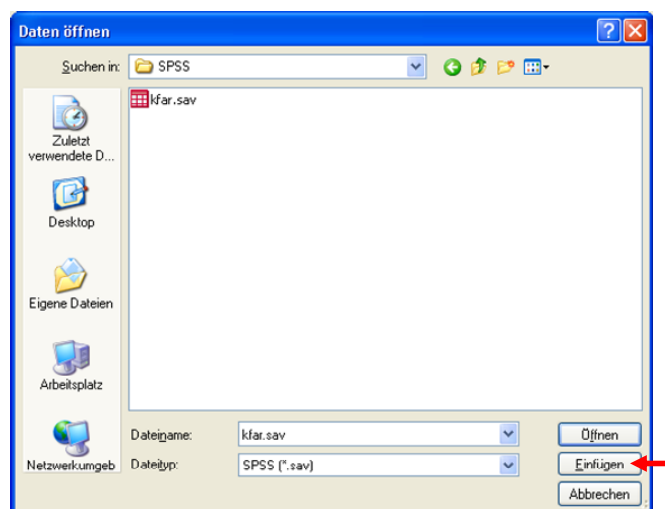 Daten öffnen
Suchen in:
SPSS
kfar.sav
Zuletzt
verwendete D...
Desktop
Eigene Dateien
Arbeitsplatz
Netzwerkumgeb
Dateiname:
kfar.sav
Öffnen
Dateityp:
SPSS (*.sav)
Einfügen
Abbrechen